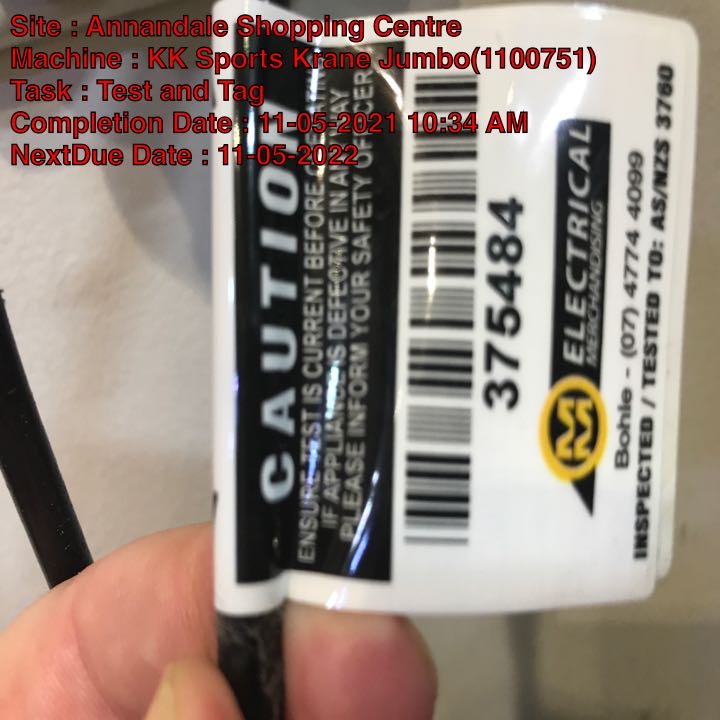 Site : Annandale Shopping Centre
Machine : KK Sports Krane Jumbo(1100751)
Task : Test and Tag
Completion Date : 11-05-2021 10:34 AM
NextDue Date : 11-05-2022
CAUTION
ENSURE TEST IS CURRENT BEFORE
IF APPLIANCE IS DEFECTIVE IN ANY WAY
PLEASE INFORM YOUR SAFETY OFFICER
375484
MM ELECTRICAL
MERCHANDISING
Bohle - (07) 4774 4099
INSPECTED / TESTED TO: AS/NZS 3760